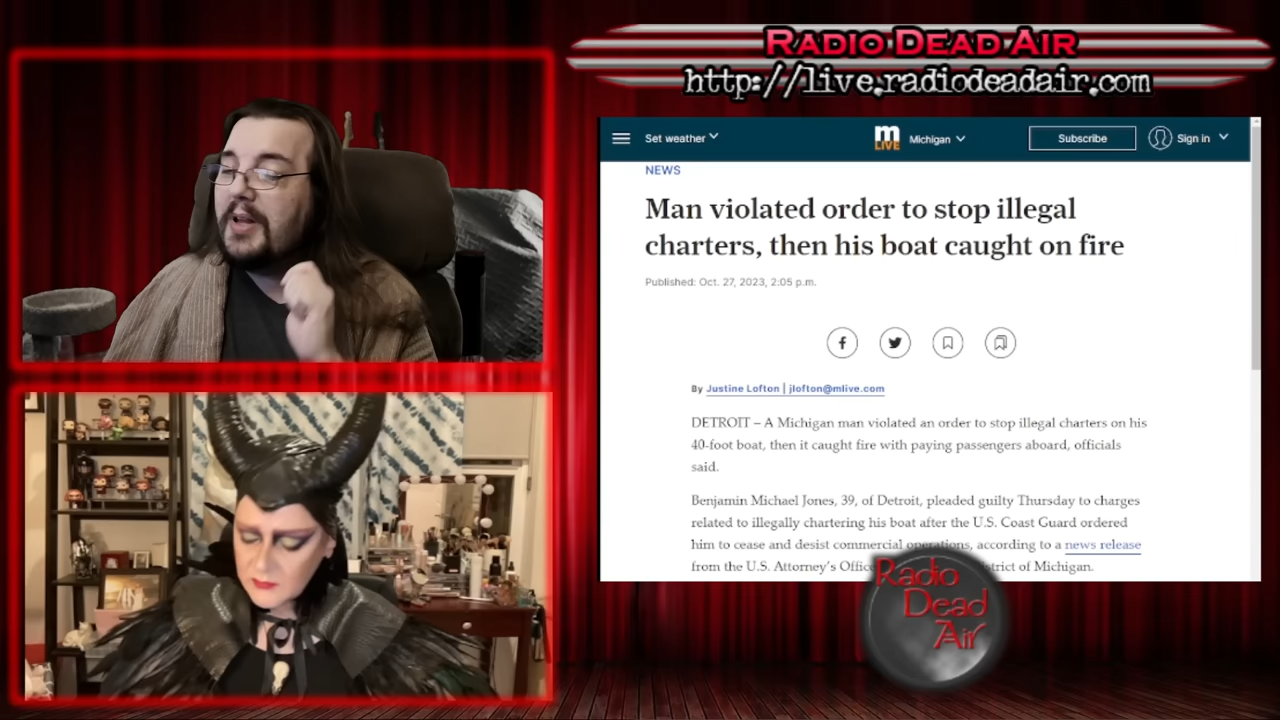 RADIO DEAD AIR
http://live.radiodeadair.com
Set weather
m
LIVE
Michigan
Subscribe
Sign in
NEWS
Man violated order to stop illegal
charters, then his boat caught on fire
Published: Oct. 27, 2023, 2:05 p.m.
By Justine Lofton | jlofton@mlive.com
DETROIT – A Michigan man violated an order to stop illegal charters on his
40-foot boat, then it caught fire with paying passengers aboard, officials
said.
Benjamin Michael Jones, 39, of Detroit, pleaded guilty Thursday to charges
related to illegally chartering his boat after the U.S. Coast Guard ordered
him to cease and desist commercial operations, according to a news release
from the U.S. Attorney's Office strict of Michigan.
Radio
Dead
Air